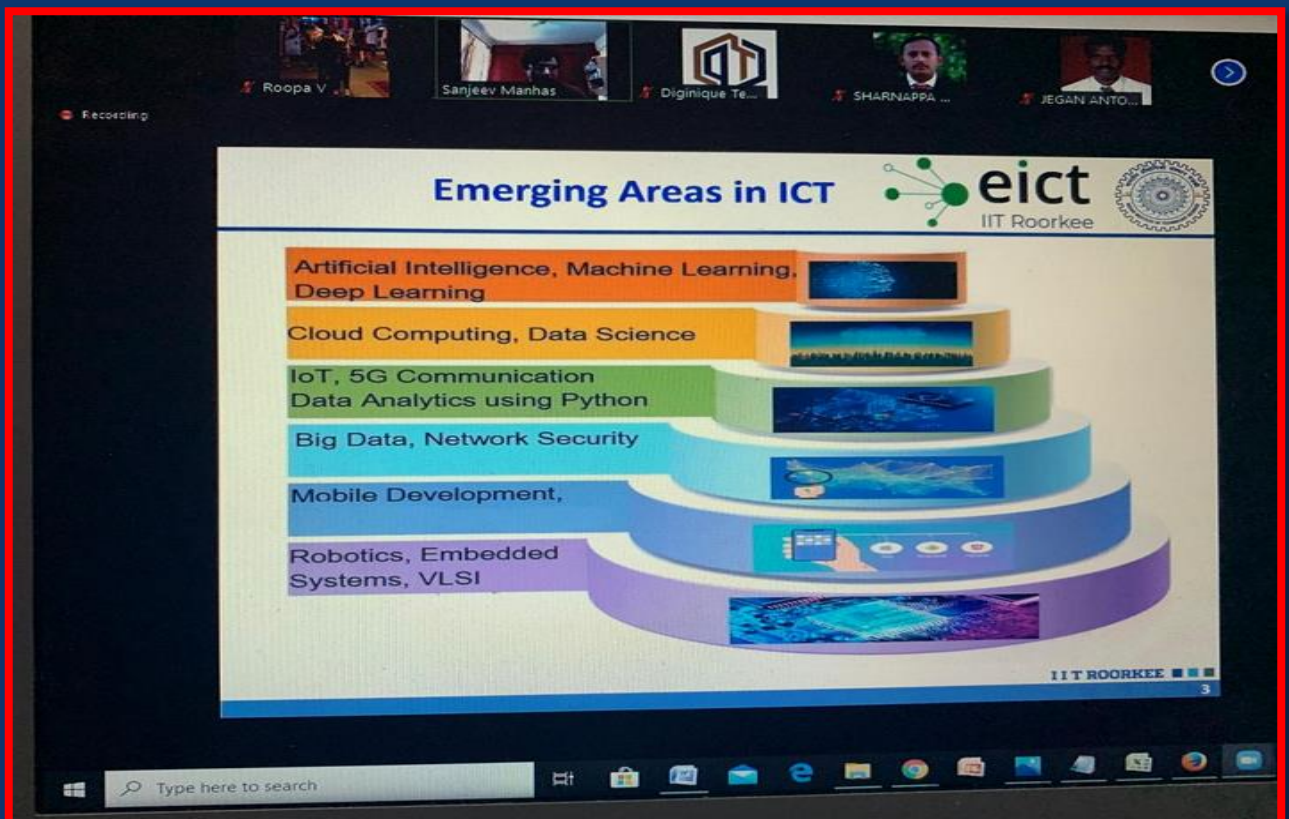 Roopa V
Sanjeev Manhas
Diginique Te...
SHARNAPPA ...
JEGAN ANTO...
Recording
Emerging Areas in ICT
eict
IIT Roorkee
Artificial Intelligence, Machine Learning,
Deep Learning
Cloud Computing, Data Science
IoT, 5G Communication
Data Analytics using Python
Big Data, Network Security
Mobile Development,
Robotics, Embedded
Systems, VLSI
IIT ROORKEE
3
Type here to search